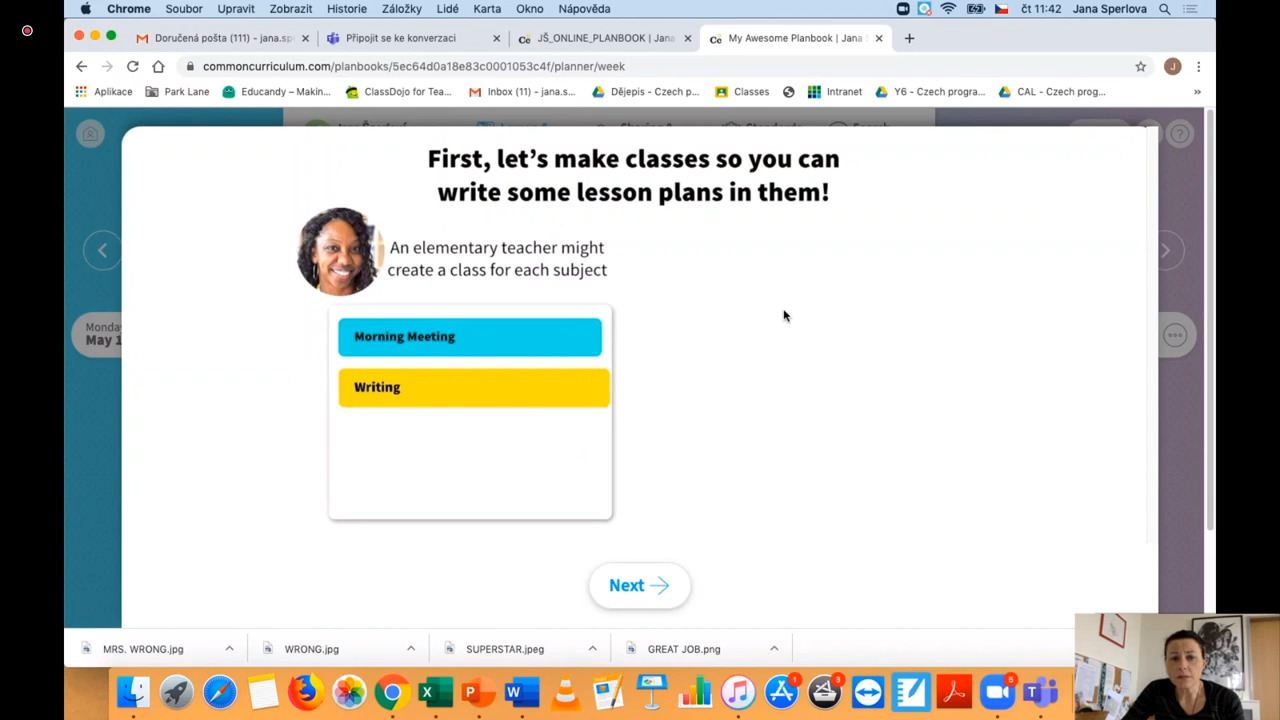 Chrome Soubor Upravit Zobrazit Historie Záložky Lidé Karta Okno Nápověda čt 11:42 Jana Sperlova
Doručená pošta (111) - jana.sp Připojit se ke konverzaci JŠ_ONLINE_PLANBOOK | Jana My Awesome Planbook | Jana
commoncurriculum.com/planbooks/5ec64d0a18e83c0001053c4f/planner/week J
Aplikace Park Lane Educandy – Makin... ClassDojo for Tea... Inbox (11) - jana.s... Dějepis - Czech p... Classes Intranet Y6 - Czech progra... CAL - Czech prog... »
First, let's make classes so you can
write some lesson plans in them!
An elementary teacher might
create a class for each subject
Monday
May 1
Morning Meeting
Writing
Next
MRS. WRONG.jpg WRONG.jpg SUPERSTAR.jpeg GREAT JOB.png
1 3 5